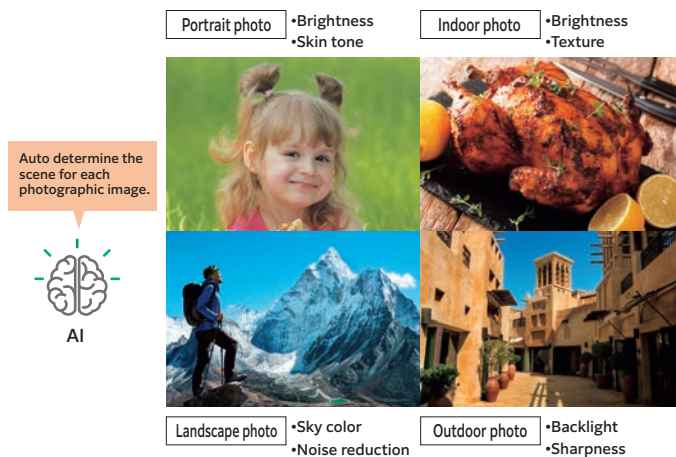 Portrait photo
•Brightness
•Skin tone
Indoor photo
•Brightness
•Texture
Auto determine the
scene for each
photographic image.
AI
Landscape photo
•Sky color
•Noise reduction
Outdoor photo
•Backlight
•Sharpness